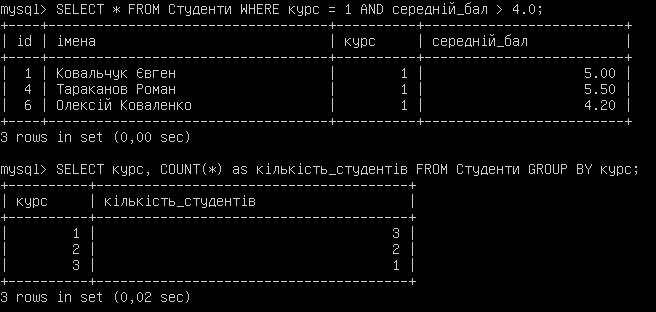 mysql> SELECT * FROM Студенти WHERE курс = 1 AND середній_бал > 4.0;
+----+------------------+--------+--------------------------+
| id | імена | курс | середній_бал |
+----+------------------+--------+--------------------------+
| 1 | Ковальчук Євген | 1 | 5.00 |
| 4 | Тараканов Роман | 1 | 5.50 |
| 6 | Олексій Коваленко | 1 | 4.20 |
+----+------------------+--------+--------------------------+
3 rows in set (0,00 sec)
mysql> SELECT курс, COUNT(*) as кількість_студентів FROM Студенти GROUP BY курс;
+----------+---------------------------------------+
| курс | кількість_студентів |
+----------+---------------------------------------+
| 1 | 3 |
| 2 | 2 |
| 3 | 1 |
+----------+---------------------------------------+
3 rows in set (0,02 sec)